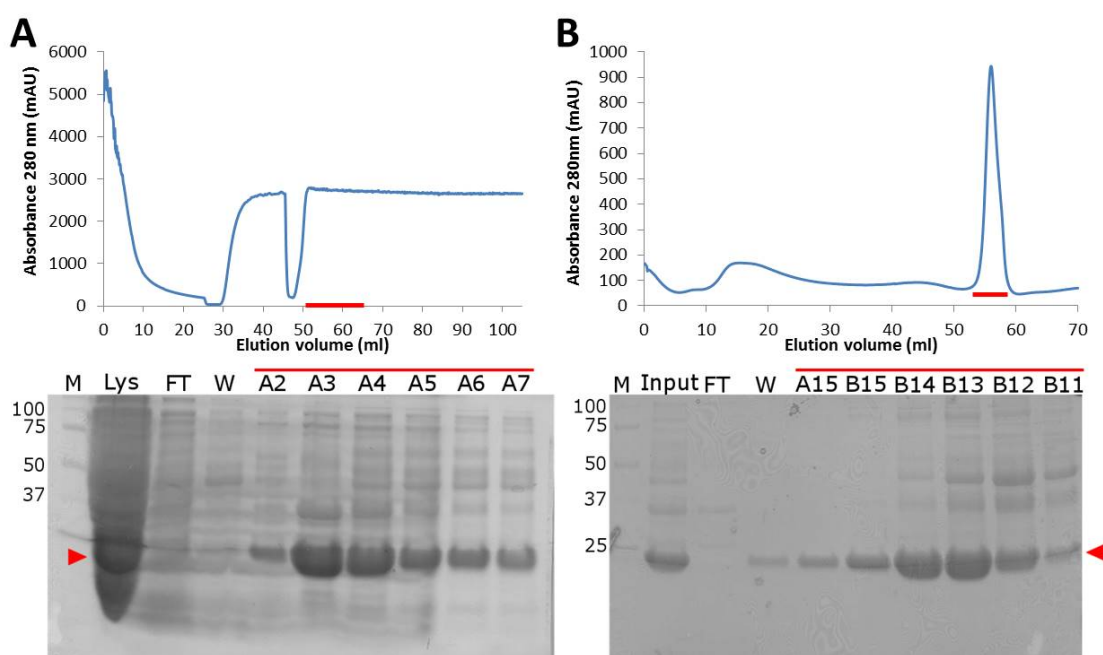 A
6000
5000
4000
3000
2000
1000
0
Absorbance 280 nm (mAU)
0 10 20 30 40 50 60 70 80 90 100
Elution volume (ml)
M Lys FT W A2 A3 A4 A5 A6 A7
100
75
50
37
B
1000
900
800
700
600
500
400
300
200
100
0
Absorbance 280nm (mAU)
0 10 20 30 40 50 60 70
Elution volume (ml)
M Input FT W A15 B15 B14 B13 B12 B11
100
75
50
37
25